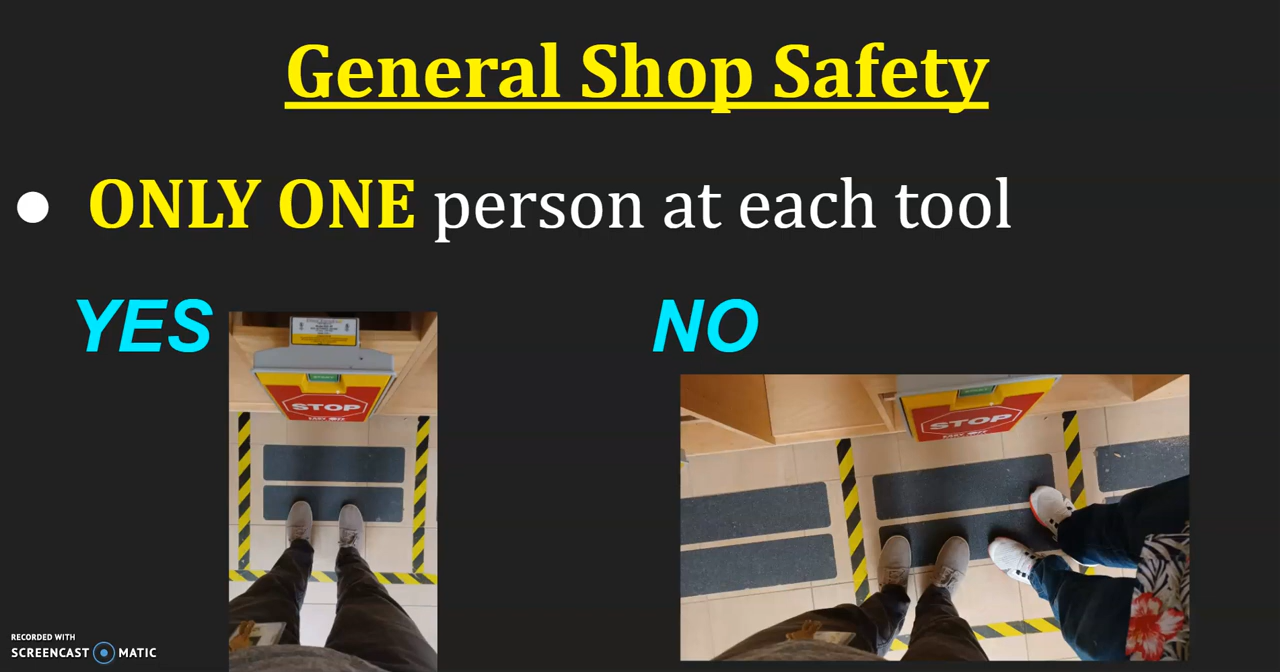 General Shop Safety
● ONLY ONE person at each tool
YES
NO
STOP
STOP
RECORDED WITH
SCREENCAST MATIC